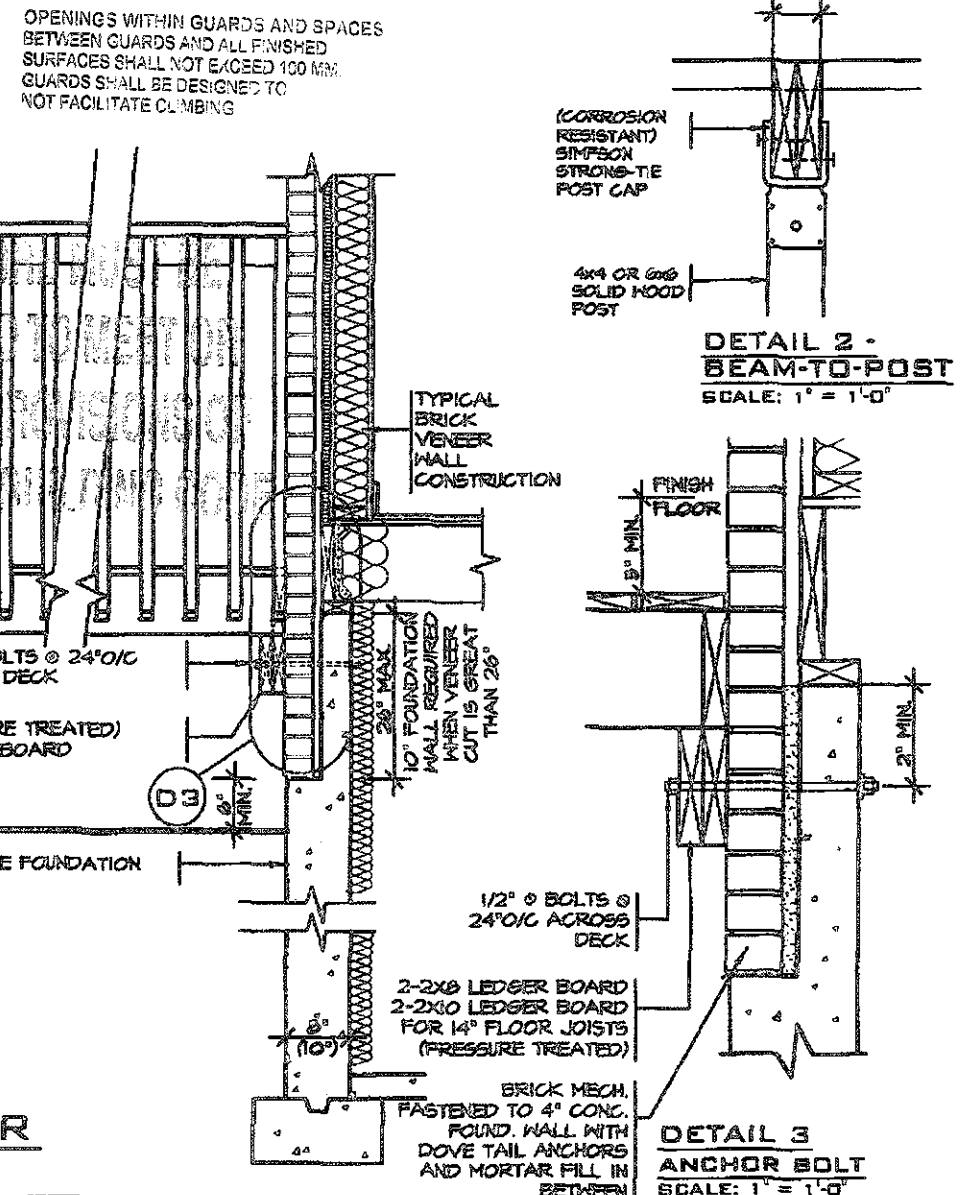 OPENINGS WITHIN GUARDS AND SPACES
BETWEEN GUARDS AND ALL FINISHED
SURFACES SHALL NOT EXCEED 100 MM.
GUARDS SHALL BE DESIGNED TO
NOT FACILITATE CLIMBING
(CORROSION
RESISTANT)
SIMPSON
STRONG-TIE
POST CAP
4x4 OR 6x6
SOLID WOOD
POST
DETAIL 2 -
BEAM-TO-POST
SCALE: 1" = 1'-0"
TYPICAL
BRICK
VENEER
WALL
CONSTRUCTION
FINISH
FLOOR
MIN.
LTS @ 24"O/C
DECK
RE TREATED)
BOARD
D3
MIN.
26" MAX.
10" FOUNDATION
WALL REQUIRED
WHEN VENEER
CUT IS GREAT
THAN 26"
2" MIN.
E FOUNDATION
8"
(10")
1/2" Ø BOLTS @
24"O/C ACROSS
DECK
2-2X8 LEDGER BOARD
2-2X10 LEDGER BOARD
FOR 14" FLOOR JOISTS
(PRESSURE TREATED)
BRICK MECH.
FASTENED TO 4" CONC.
FOUND. WALL WITH
DOVE TAIL ANCHORS
AND MORTAR FILL IN
BETWEEN
DETAIL 3
ANCHOR BOLT
SCALE: 1" = 1'-0"
R